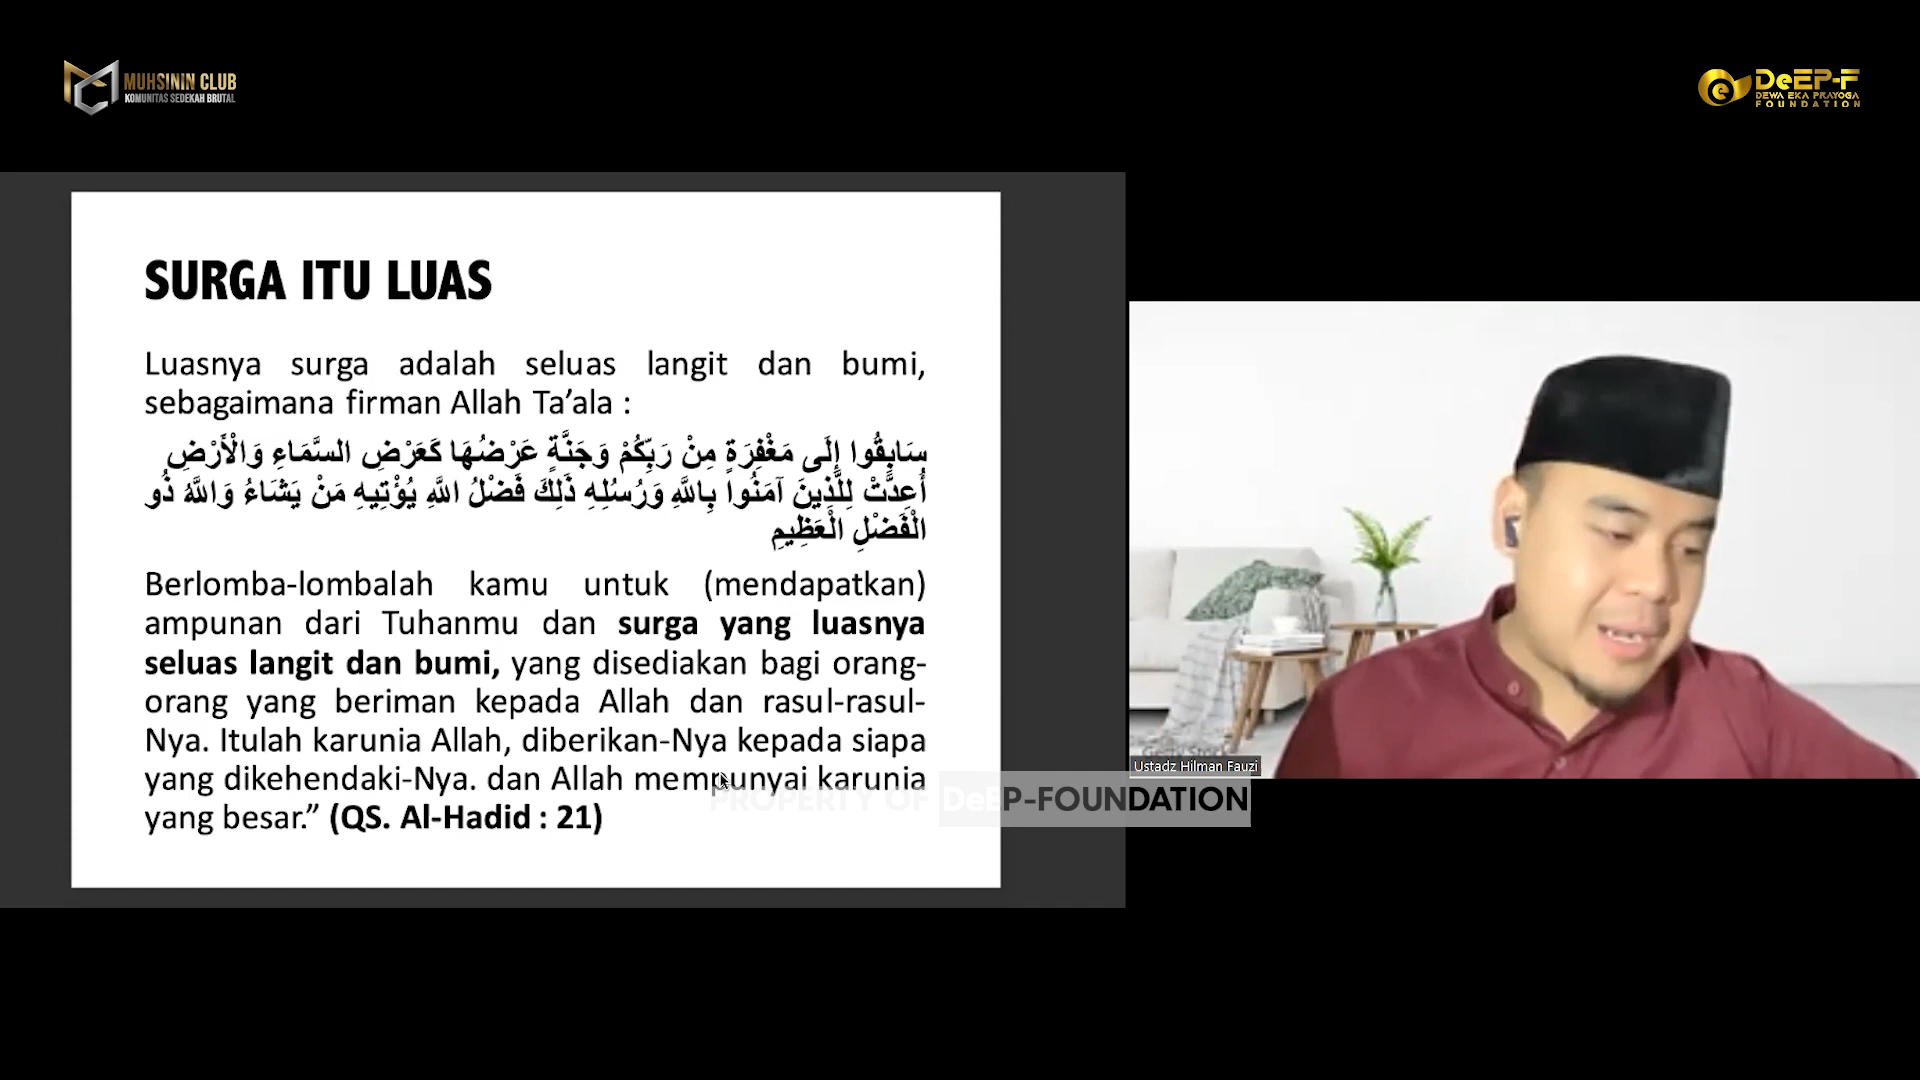 MUHSININ CLUB
KOMUNITAS SEDEKAH BRUTAL
DeEP-F
DEWA EKA PRAYOGA
FOUNDATION
SURGA ITU LUAS
Luasnya surga adalah seluas langit dan bumi,
sebagaimana firman Allah Ta’ala :
سَابِقُوا إِلَى مَغْفِرَةٍ مِنْ رَبِّكُمْ وَجَنَّةٍ عَرْضُهَا كَعَرْضِ السَّمَاءِ وَالْأَرْضِ
أُعِدَّتْ لِلَّذِينَ آمَنُوا بِاللَّهِ وَرُسُلِهِ ذَلِكَ فَضْلُ اللَّهِ يُؤْتِيهِ مَنْ يَشَاءُ وَاللَّهُ ذُو
الْفَضْلِ الْعَظِيمِ
Berlomba-lombalah kamu untuk (mendapatkan)
ampunan dari Tuhanmu dan surga yang luasnya
seluas langit dan bumi, yang disediakan bagi orang-
orang yang beriman kepada Allah dan rasul-rasul-
Nya. Itulah karunia Allah, diberikan-Nya kepada siapa
yang dikehendaki-Nya. dan Allah mempunyai karunia
yang besar.” (QS. Al-Hadid : 21)
Ustadz Hilman Fauzi
PROPERTY OF DeEP-FOUNDATION